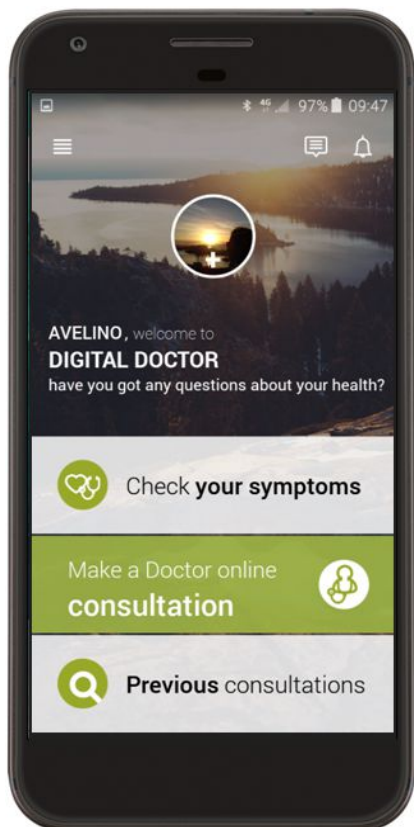 4G 97% 09:47
AVELINO, welcome to
DIGITAL DOCTOR
have you got any questions about your health?
Check your symptoms
Make a Doctor online
consultation
Previous consultations